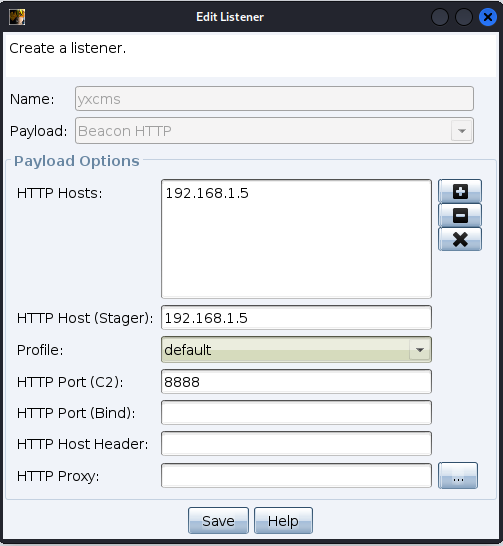 Edit Listener
Create a listener.
Name: yxcms
Payload: Beacon HTTP
Payload Options
HTTP Hosts: 192.168.1.5
HTTP Host (Stager): 192.168.1.5
Profile: default
HTTP Port (C2): 8888
HTTP Port (Bind):
HTTP Host Header:
HTTP Proxy: ...
Save Help